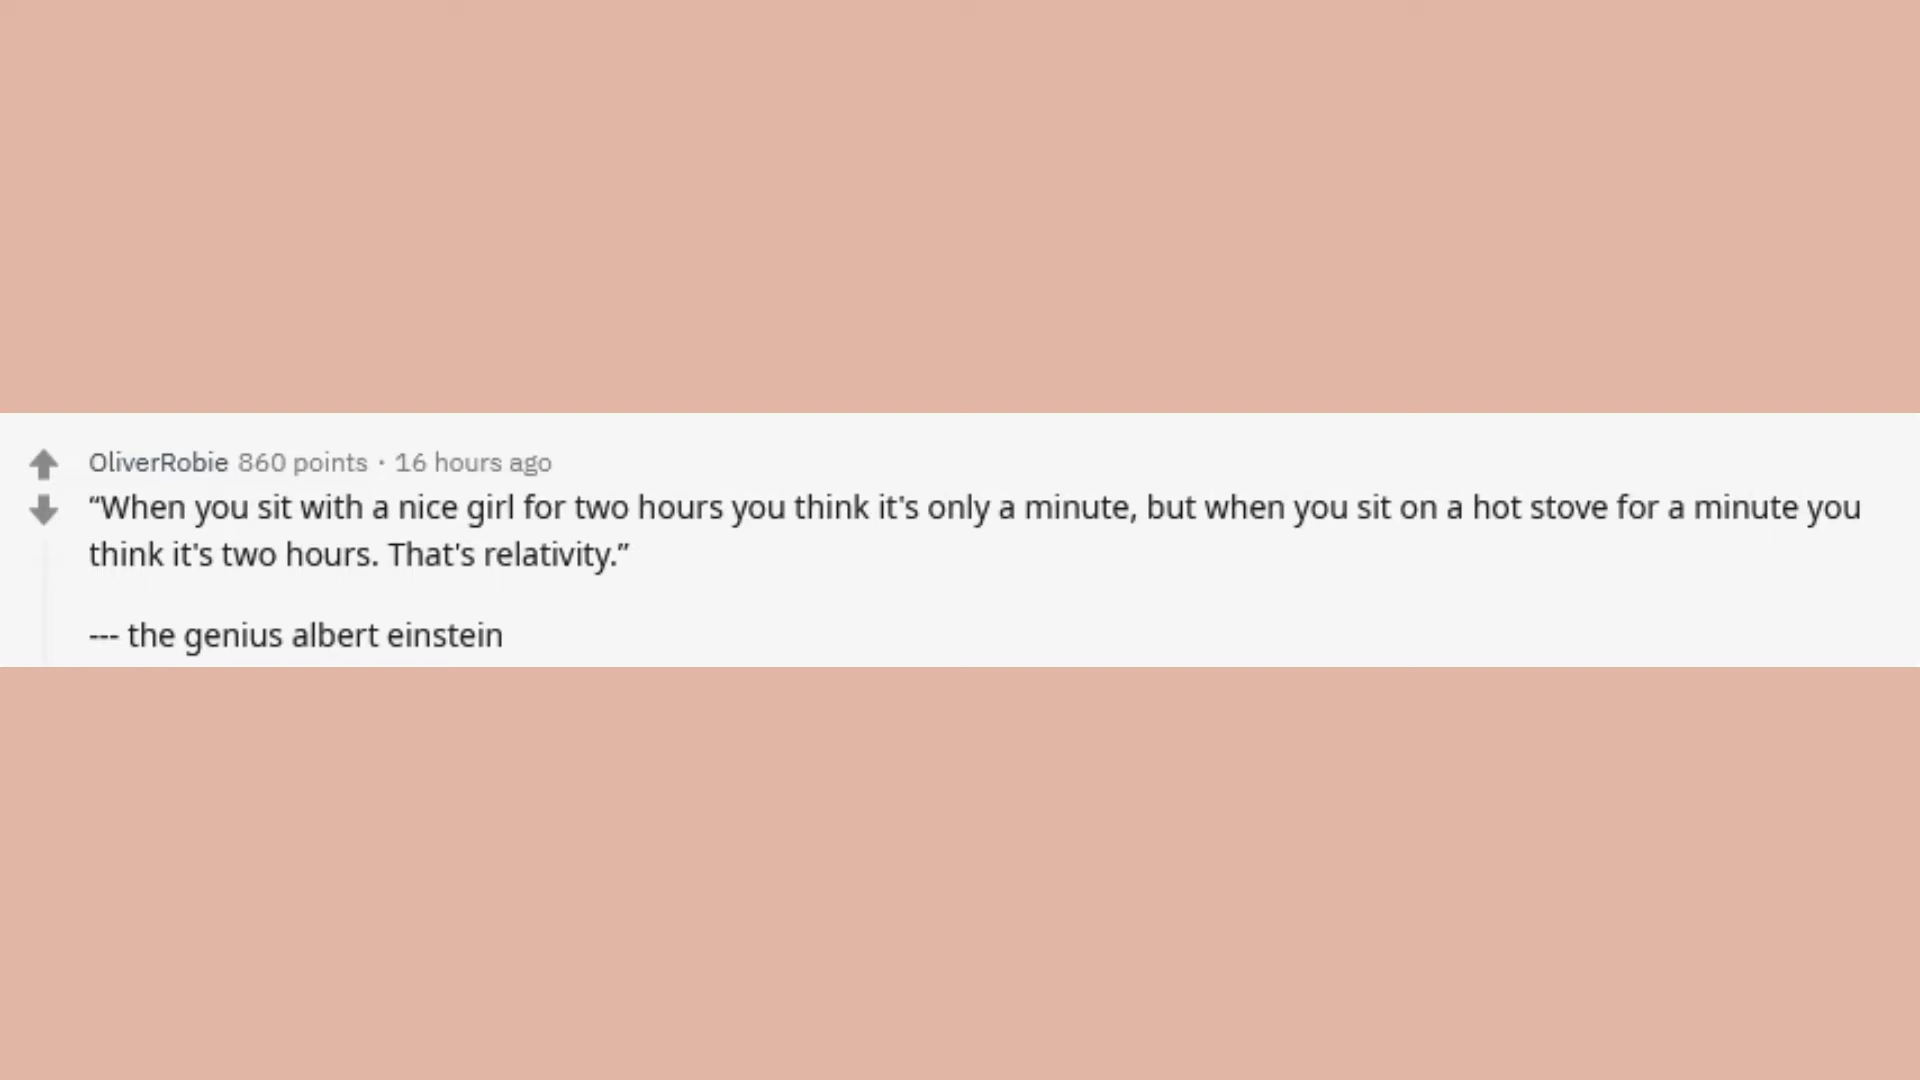 OliverRobie 860 points · 16 hours ago
“When you sit with a nice girl for two hours you think it's only a minute, but when you sit on a hot stove for a minute you
think it's two hours. That's relativity.”
--- the genius albert einstein